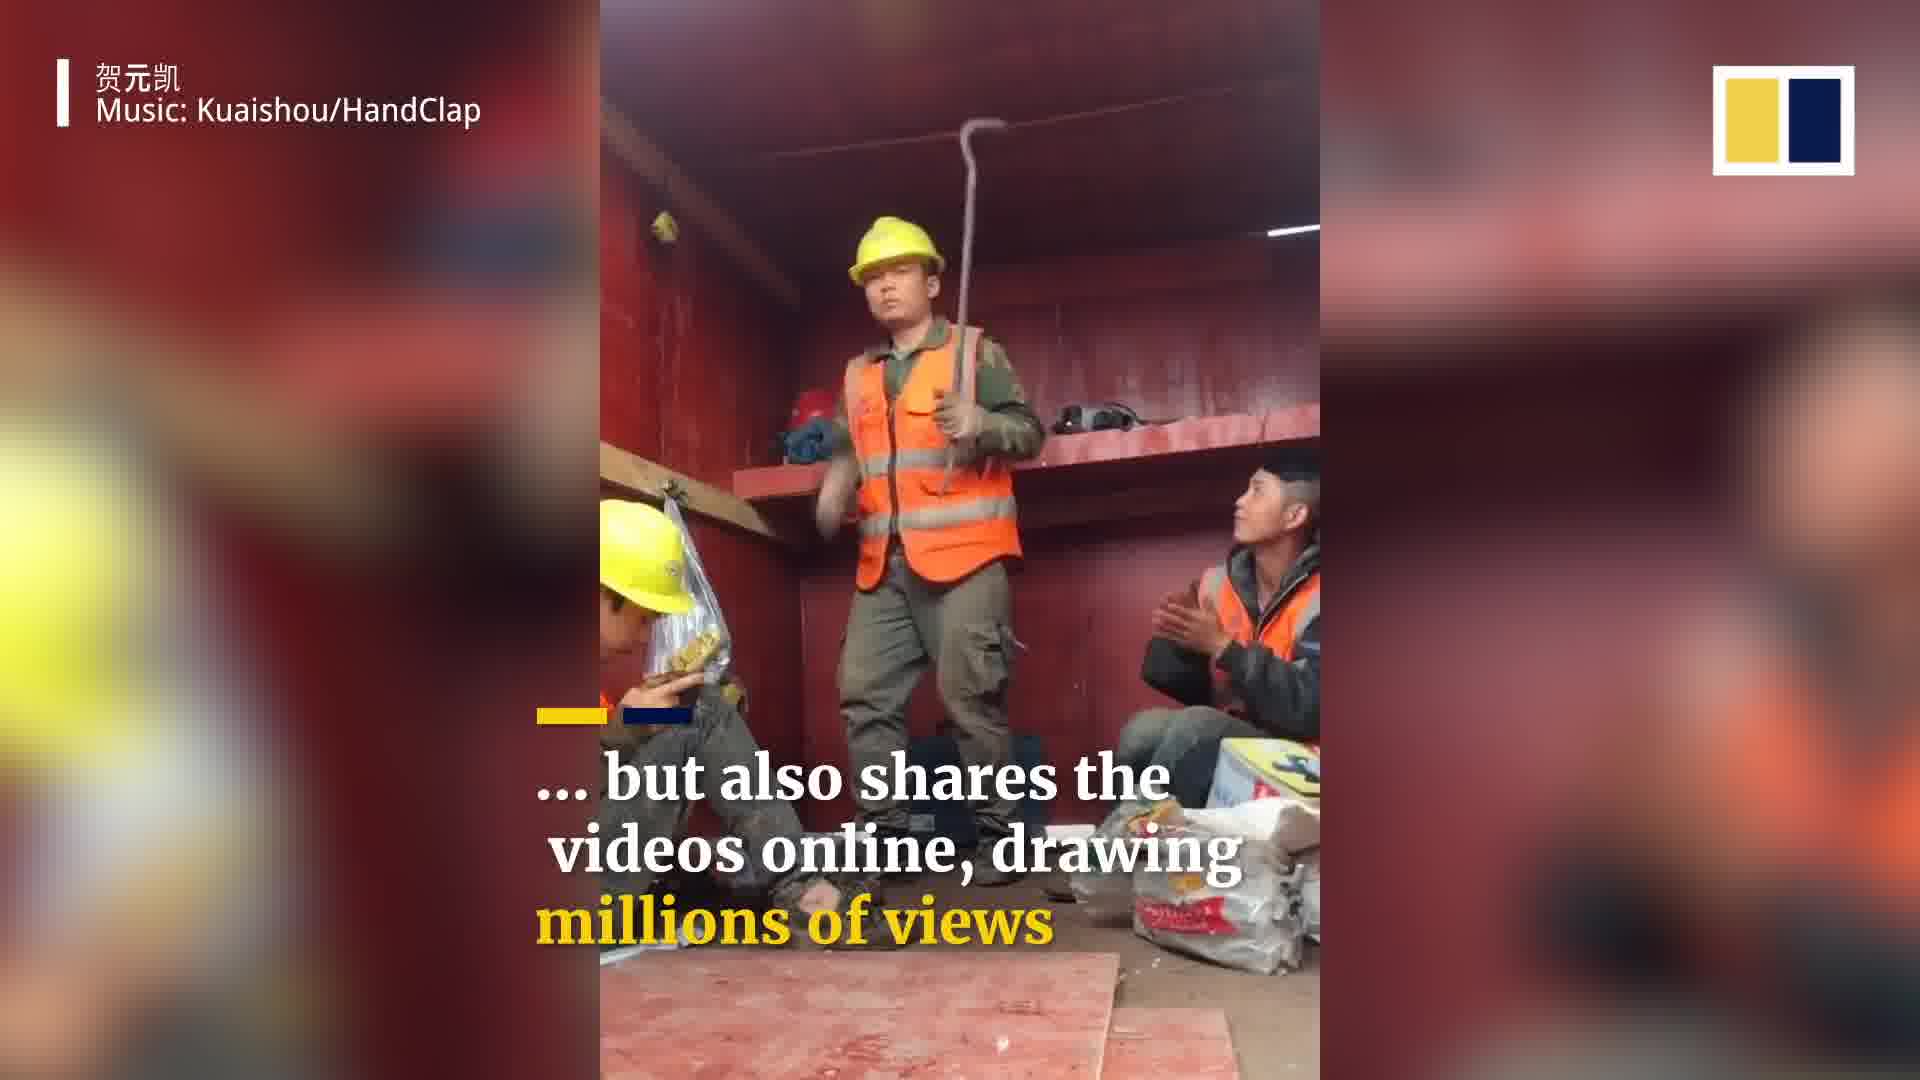 贺元凯
Music: Kuaishou/HandClap
... but also shares the
videos online, drawing
millions of views